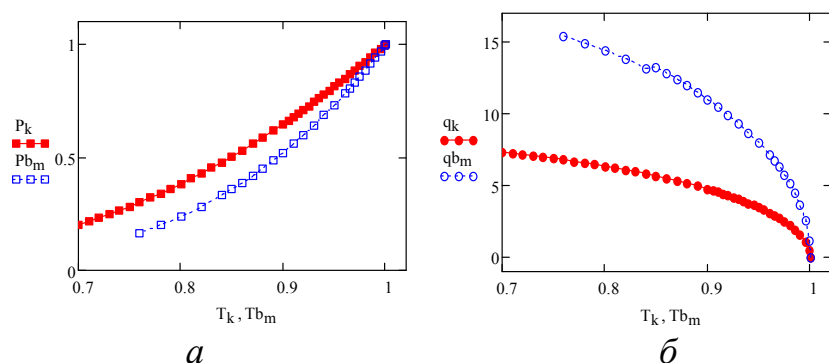 1
P_k
Pb_m
0.5
0
0.7 0.8 0.9 1
T_k , Tb_m
а
15
10
q_k
qb_m
5
0
0.7 0.8 0.9 1
T_k , Tb_m
б